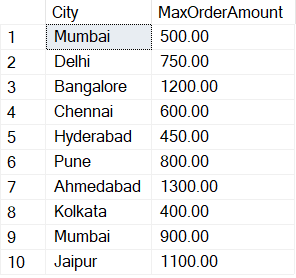 City MaxOrderAmount
1 Mumbai 500.00
2 Delhi 750.00
3 Bangalore 1200.00
4 Chennai 600.00
5 Hyderabad 450.00
6 Pune 800.00
7 Ahmedabad 1300.00
8 Kolkata 400.00
9 Mumbai 900.00
10 Jaipur 1100.00